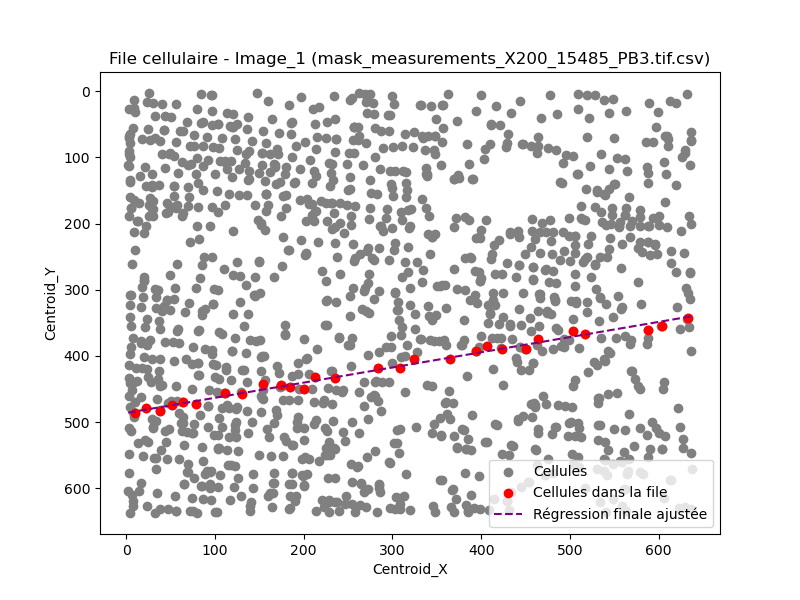 File cellulaire - Image_1 (mask_measurements_X200_15485_PB3.tif.csv)
0
100
200
300
400
500
600
Centroid_Y
0 100 200 300 400 500 600
Centroid_X
Cellules
Cellules dans la file
Régression finale ajustée